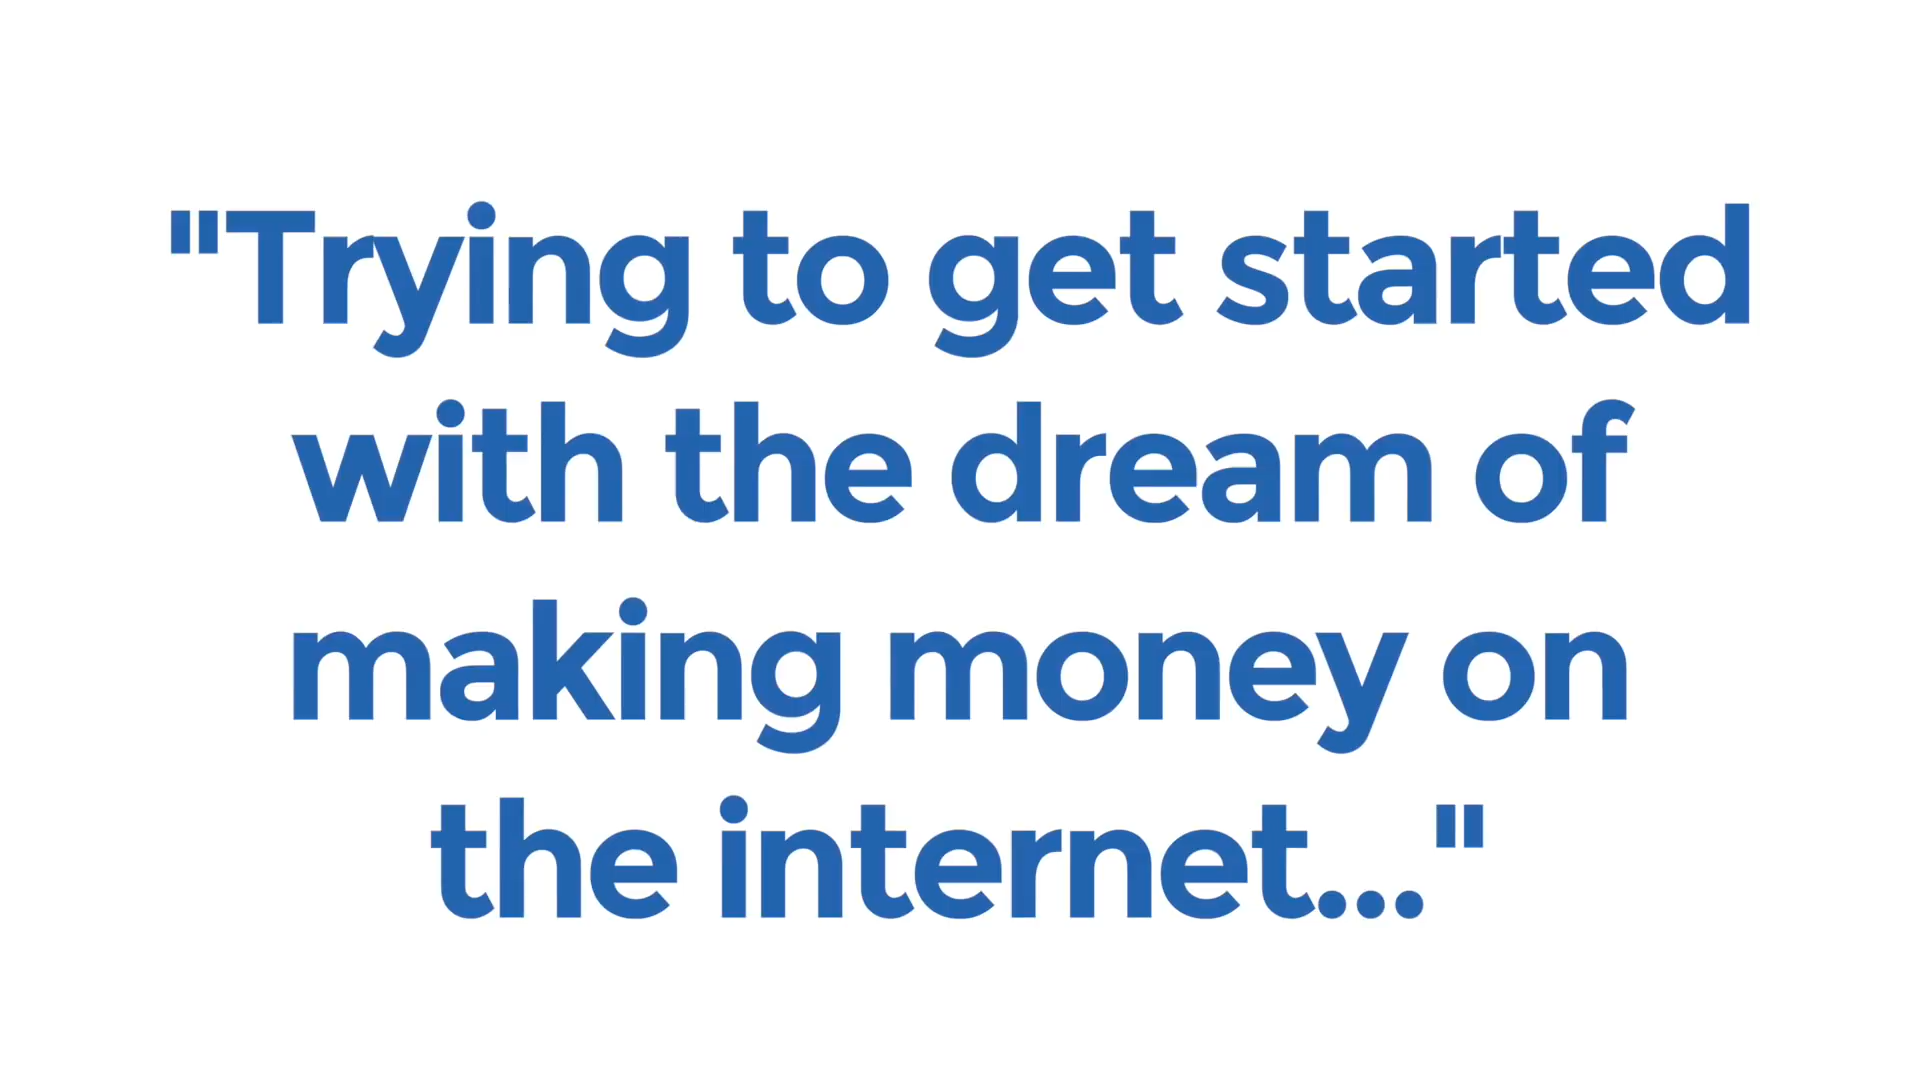 "Trying to get started
with the dream of
making money on
the internet..."